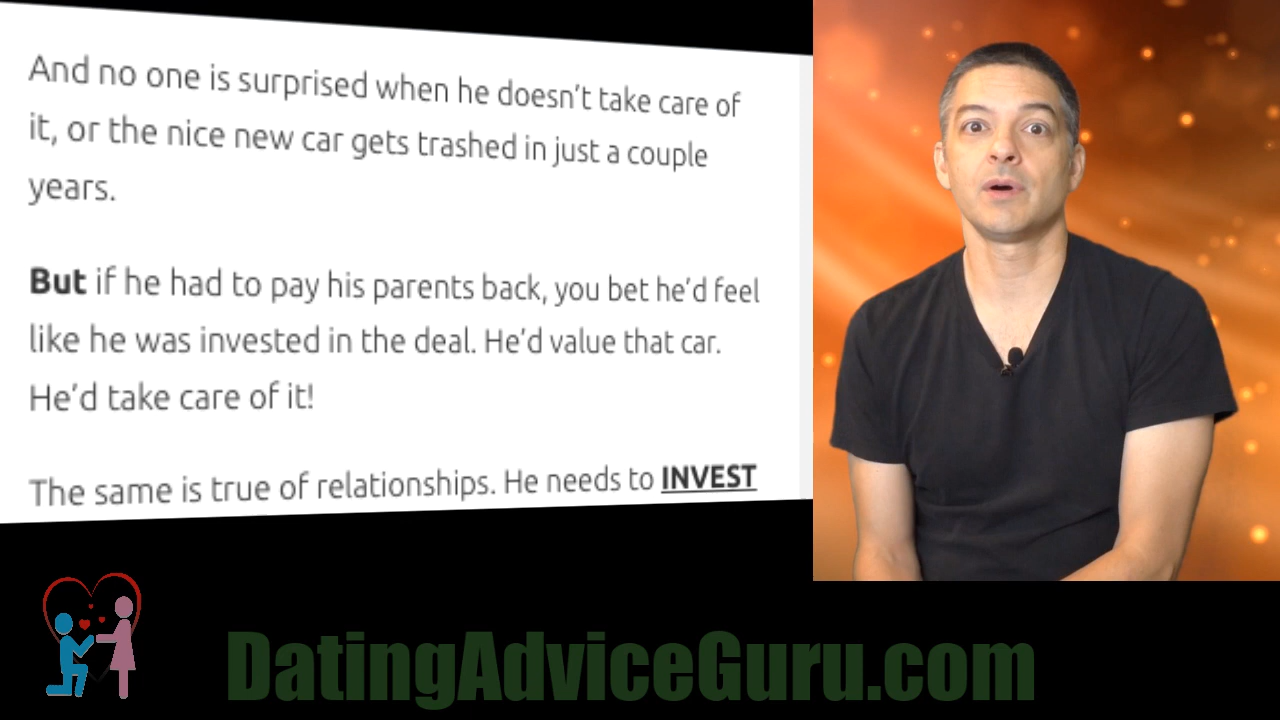 And no one is surprised when he doesn't take care of
it, or the nice new car gets trashed in just a couple
years.
But if he had to pay his parents back, you bet he'd feel
like he was invested in the deal. He'd value that car.
He'd take care of it!
The same is true of relationships. He needs to INVEST
DatingAdviceGuru.com